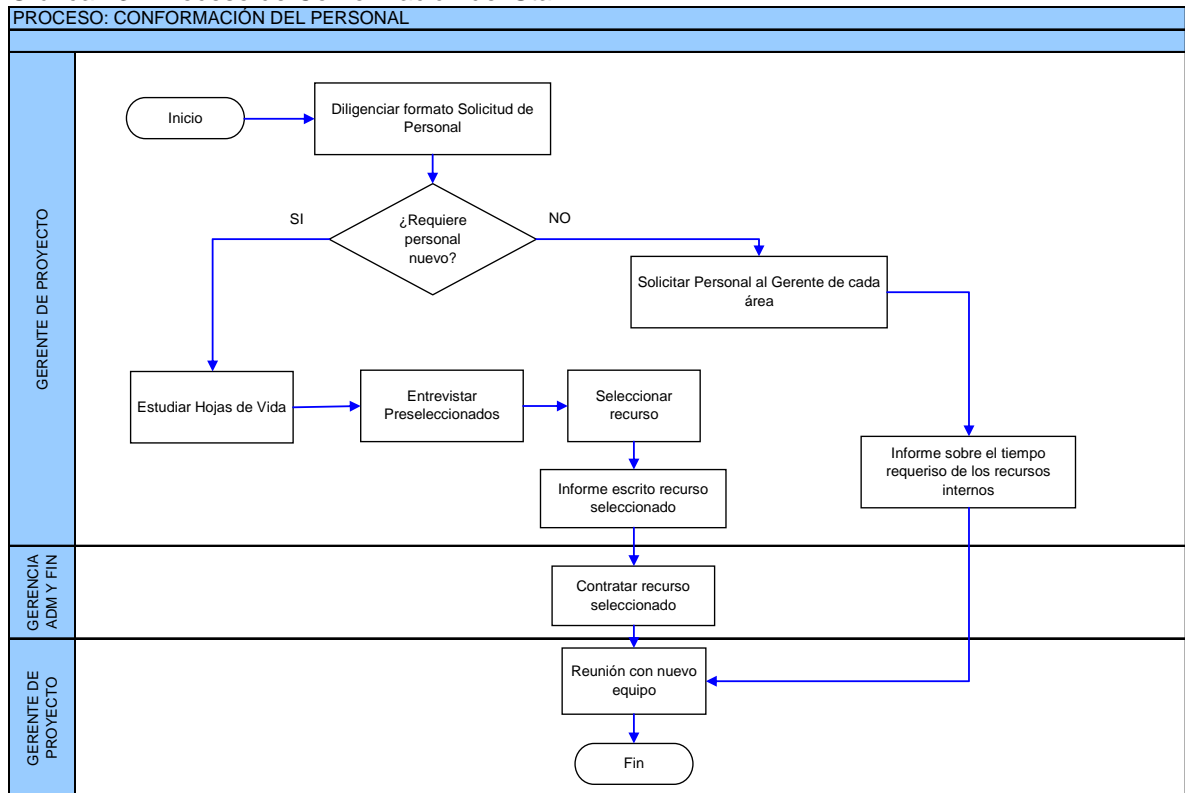 PROCESO: CONFORMACIÓN DEL PERSONAL
GERENTE DE PROYECTO
Inicio
Diligenciar formato Solicitud de
Personal
SI
¿Requiere
personal
nuevo?
NO
Solicitar Personal al Gerente de cada
área
Estudiar Hojas de Vida
Entrevistar
Preseleccionados
Seleccionar
recurso
Informe sobre el tiempo
requeriso de los recursos
internos
Informe escrito recurso
seleccionado
GERENCIA
ADM Y FIN
Contratar recurso
seleccionado
GERENTE DE
PROYECTO
Reunión con nuevo
equipo
Fin